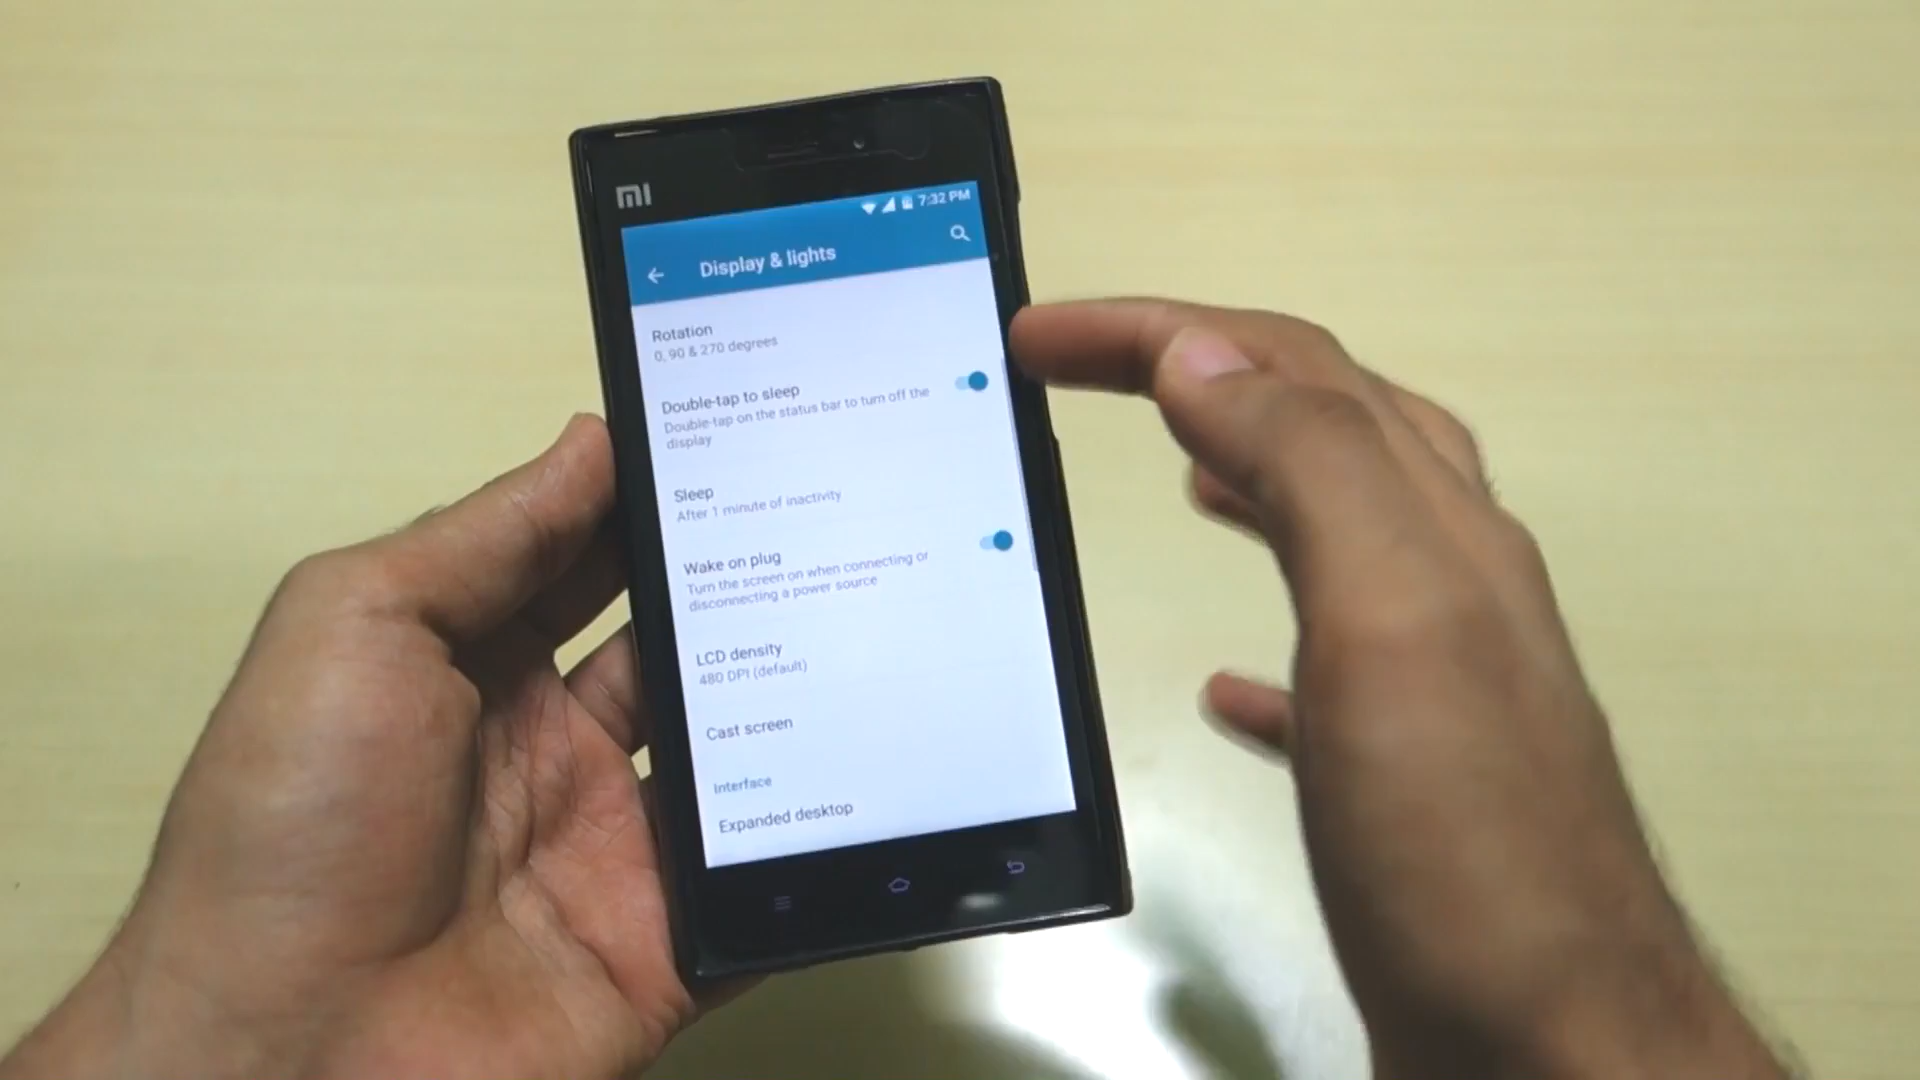 MI
7:32 PM
Display & lights
Rotation
0, 90 & 270 degrees
Double-tap to sleep
Double-tap on the status bar to turn off the
display
Sleep
After 1 minute of inactivity
Wake on plug
Turn the screen on when connecting or
disconnecting a power source
LCD density
480 DPI (default)
Cast screen
Interface
Expanded desktop